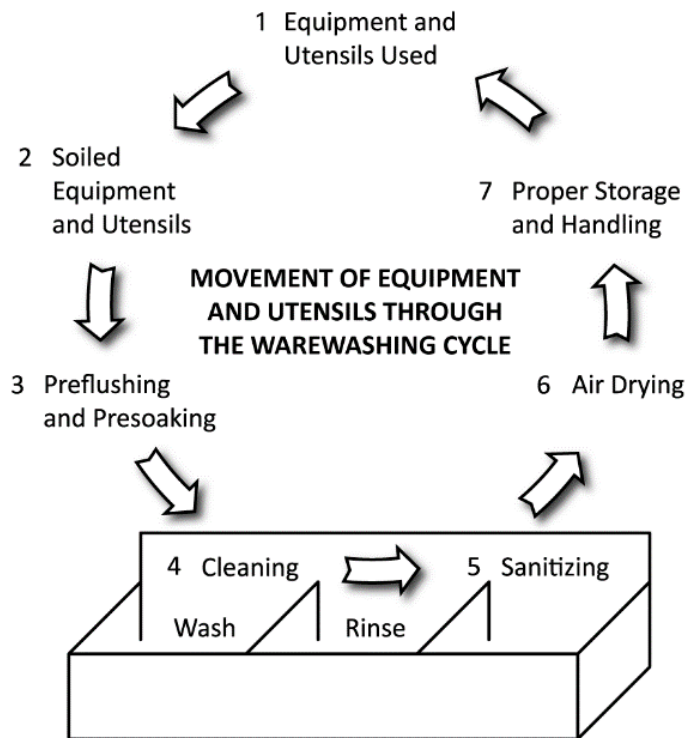 1 Equipment and
Utensils Used
2 Soiled
Equipment
and Utensils
7 Proper Storage
and Handling
MOVEMENT OF EQUIPMENT
AND UTENSILS THROUGH
THE WAREWASHING CYCLE
3 Preflushing
and Presoaking
6 Air Drying
4 Cleaning
5 Sanitizing
Wash
Rinse